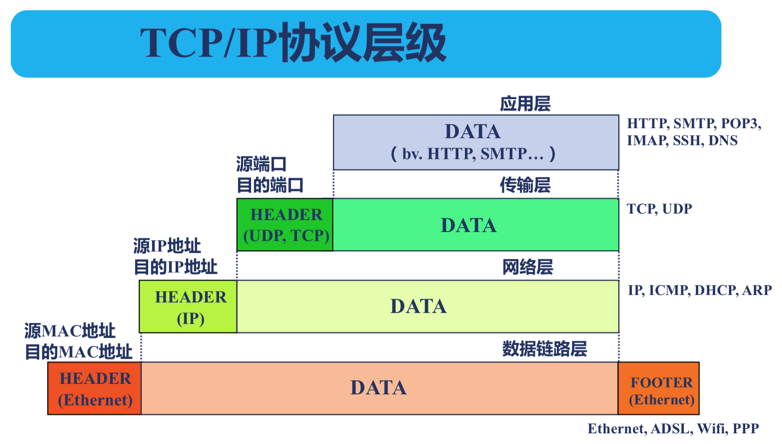 TCP/IP协议层级
应用层
DATA
( bv. HTTP, SMTP… )
HTTP, SMTP, POP3,
IMAP, SSH, DNS
源端口
目的端口
传输层
HEADER
(UDP, TCP)
DATA
TCP, UDP
源IP地址
目的IP地址
网络层
HEADER
(IP)
DATA
IP, ICMP, DHCP, ARP
源MAC地址
目的MAC地址
数据链路层
HEADER
(Ethernet)
DATA
FOOTER
(Ethernet)
Ethernet, ADSL, Wifi, PPP